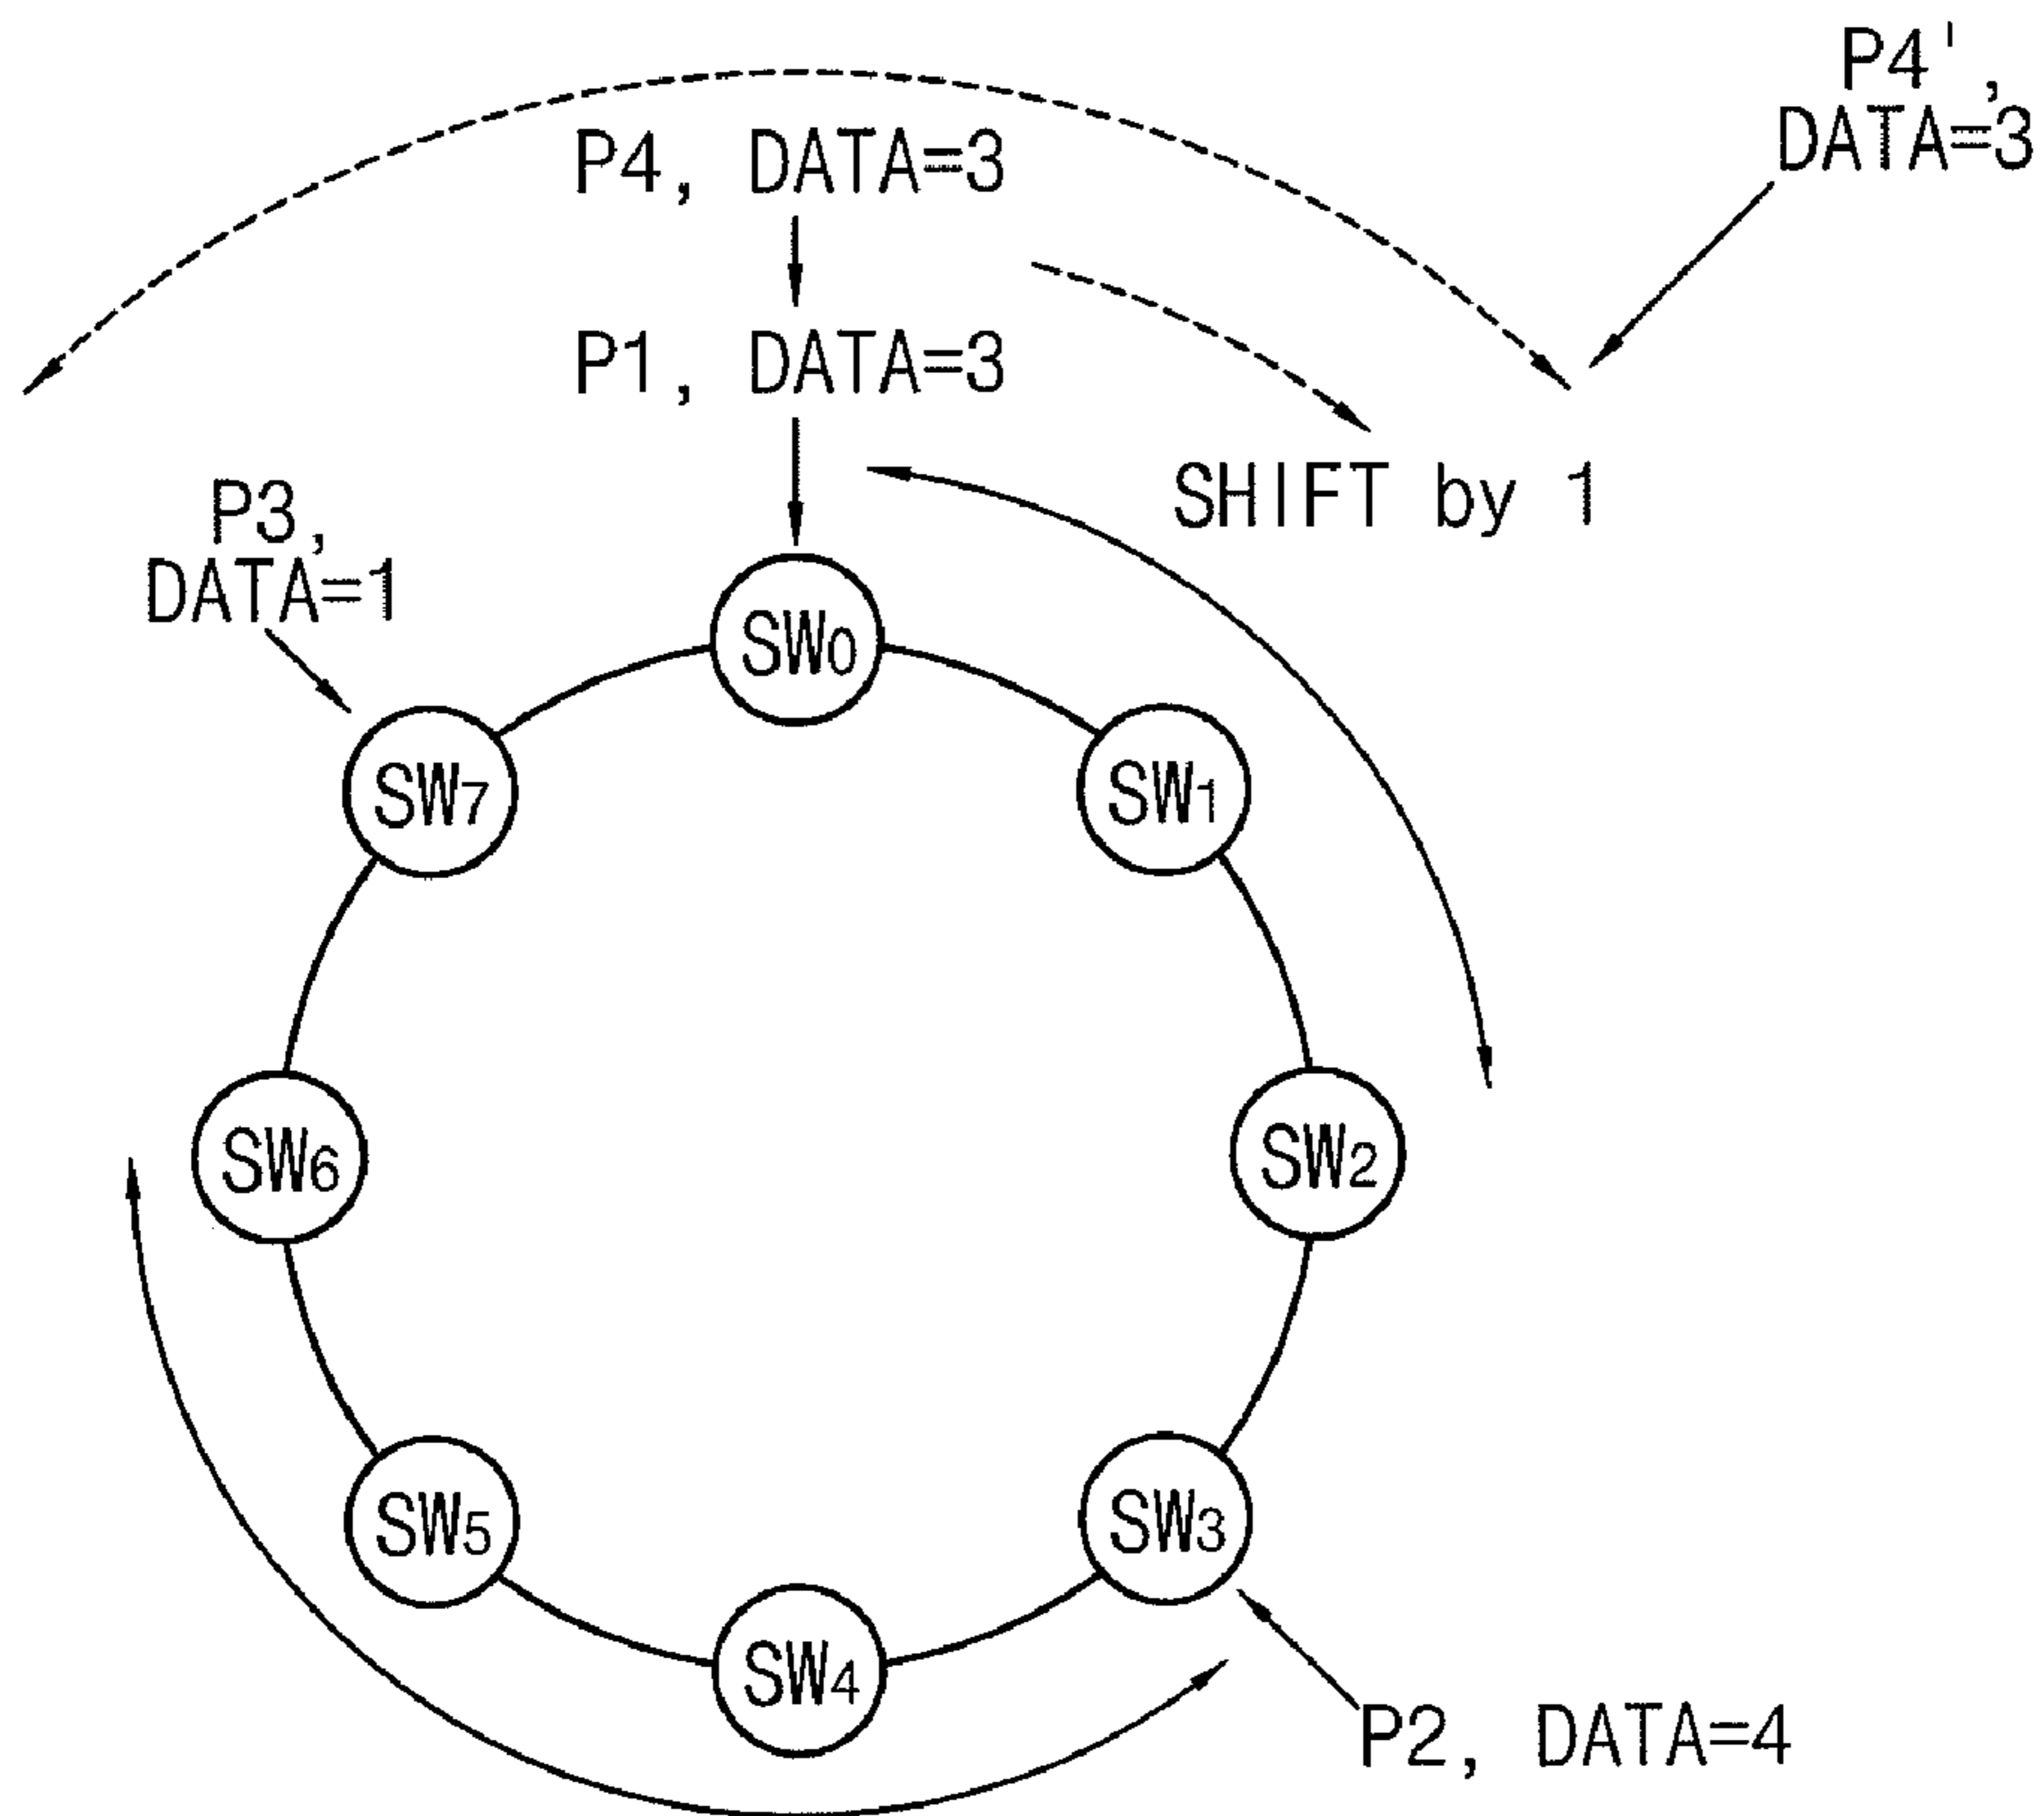 P4',
DATA=3
P4, DATA=3
P1, DATA=3
SHIFT by 1
P3,
DATA=1
SW0
SW7
SW1
SW6
SW2
SW5
SW3
SW4
P2, DATA=4